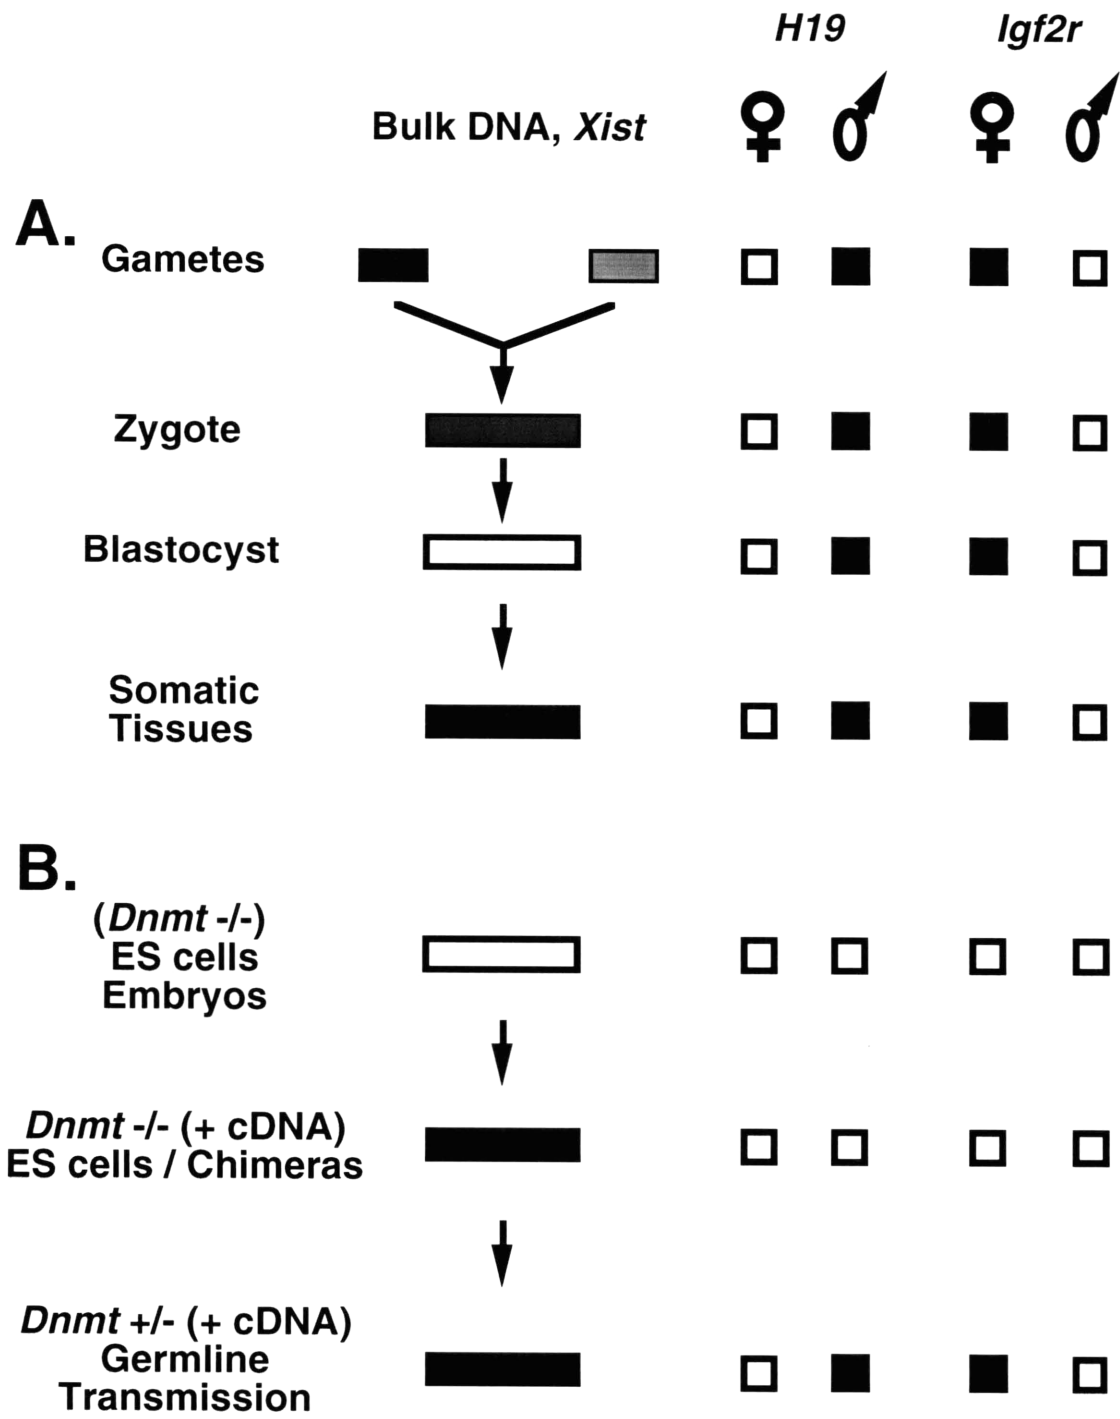 H19 Igf2r
Bulk DNA, Xist ♀ ♂ ♀ ♂
A.
Gametes
Zygote
Blastocyst
Somatic
Tissues
B.
(Dnmt -/-)
ES cells
Embryos
Dnmt -/- (+ cDNA)
ES cells / Chimeras
Dnmt +/- (+ cDNA)
Germline
Transmission